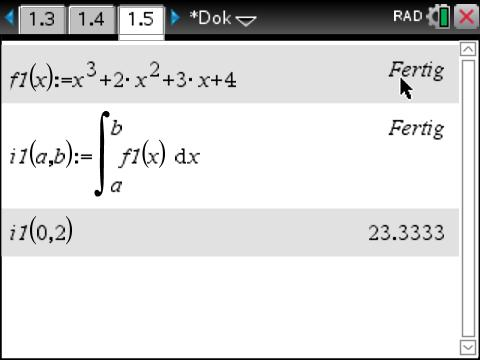 1.3 1.4 1.5 *Dok RAD
f1(x):=x³+2·x²+3·x+4 Fertig
i1(a,b):=∫ₐᵇ f1(x) dx Fertig
i1(0,2) 23.3333